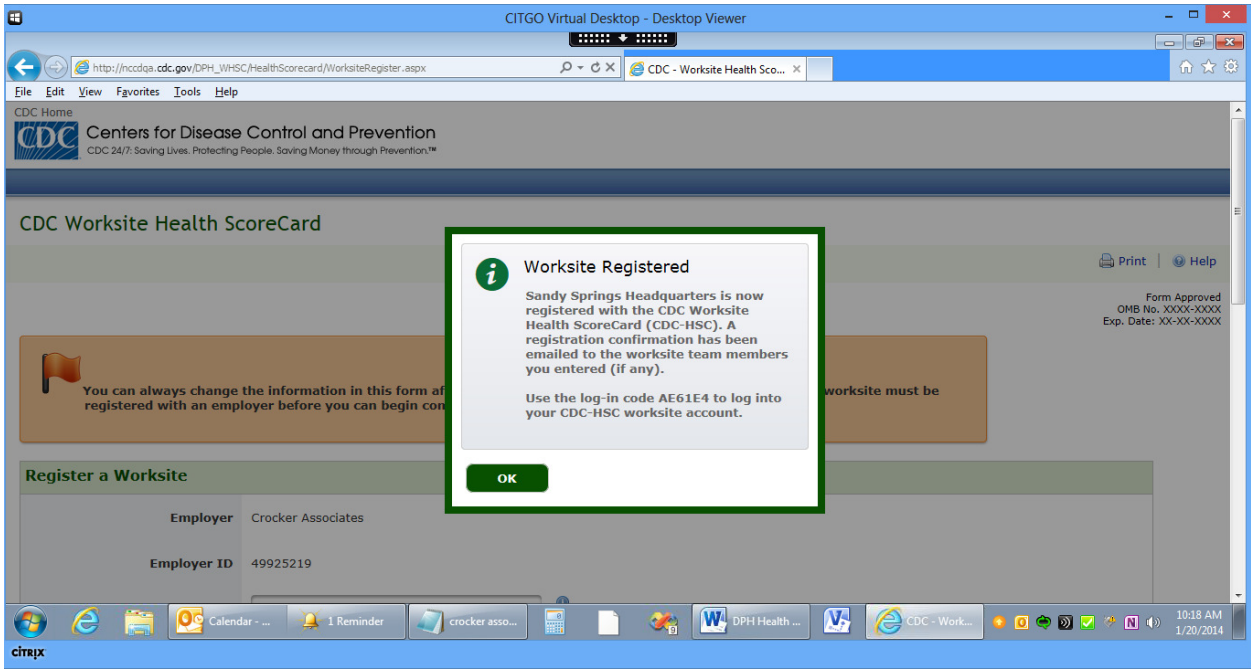 CITGO Virtual Desktop - Desktop Viewer
http://nccdqa.cdc.gov/DPH_WHSC/HealthScorecard/WorksiteRegister.aspx
CDC - Worksite Health Sco...
File Edit View Favorites Tools Help
CDC Home
CDC
Centers for Disease Control and Prevention
CDC 24/7: Saving Lives. Protecting People. Saving Money through Prevention.™
CDC Worksite Health ScoreCard
Print | Help
Form Approved
OMB No. XXXX-XXXX
Exp. Date: XX-XX-XXXX
Worksite Registered
Sandy Springs Headquarters is now
registered with the CDC Worksite
Health ScoreCard (CDC-HSC). A
registration confirmation has been
emailed to the worksite team members
you entered (if any).
Use the log-in code AE61E4 to log into
your CDC-HSC worksite account.
OK
You can always change the information in this form af
worksite must be
registered with an employer before you can begin con
Register a Worksite
Employer Crocker Associates
Employer ID 49925219
Calendar - ...
1 Reminder
crocker asso...
DPH Health ...
CDC - Work...
10:18 AM
1/20/2014
CITRIX